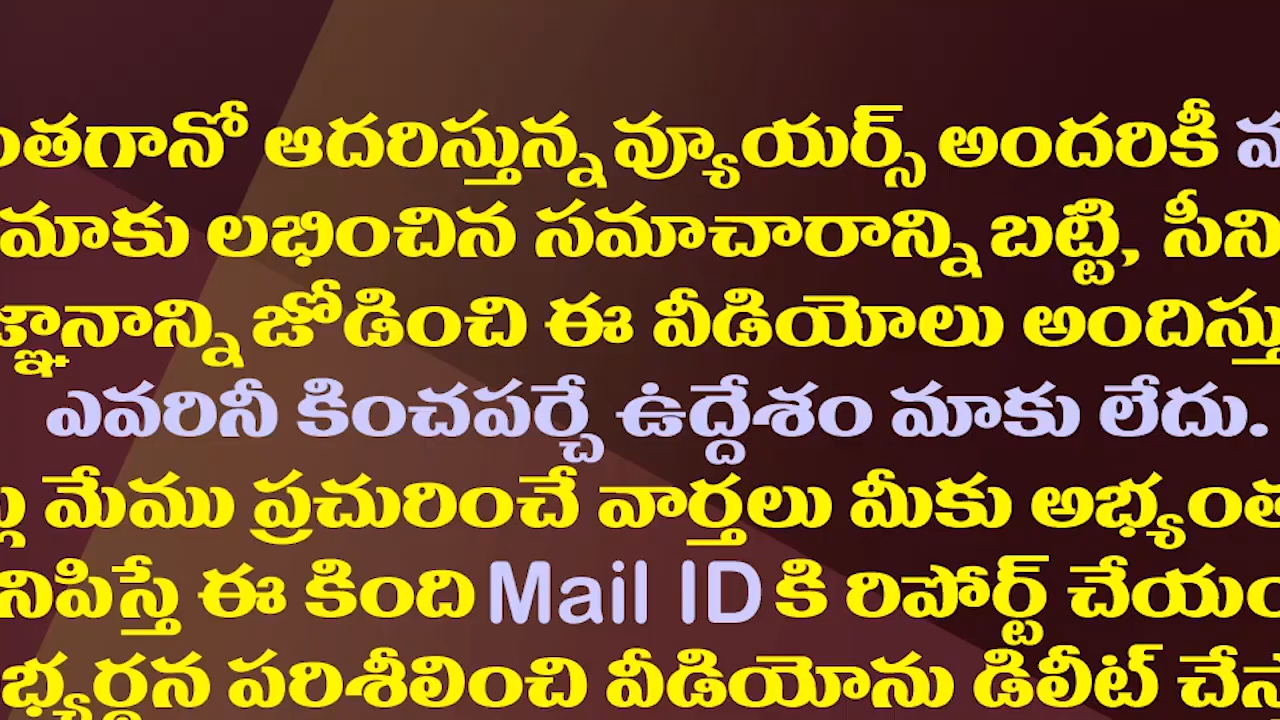 ంతగానో ఆదరిస్తున్న వ్యూయర్స్ అందరికీ
మాకు లభించిన సమాచారాన్ని బట్టి, సీని
జ్ఞానాన్ని జోడించి ఈ వీడియోలు అందిస్తు
ఎవరినీ కించపర్చే ఉద్దేశం మాకు లేదు.
మేము ప్రచురించే వార్తలు మీకు అభ్యంత
నిపిస్తే ఈ కింది Mail ID కి రిపోర్ట్ చేయం
భ్యర్థన పరిశీలించి వీడియోను డిలీట్ చేస